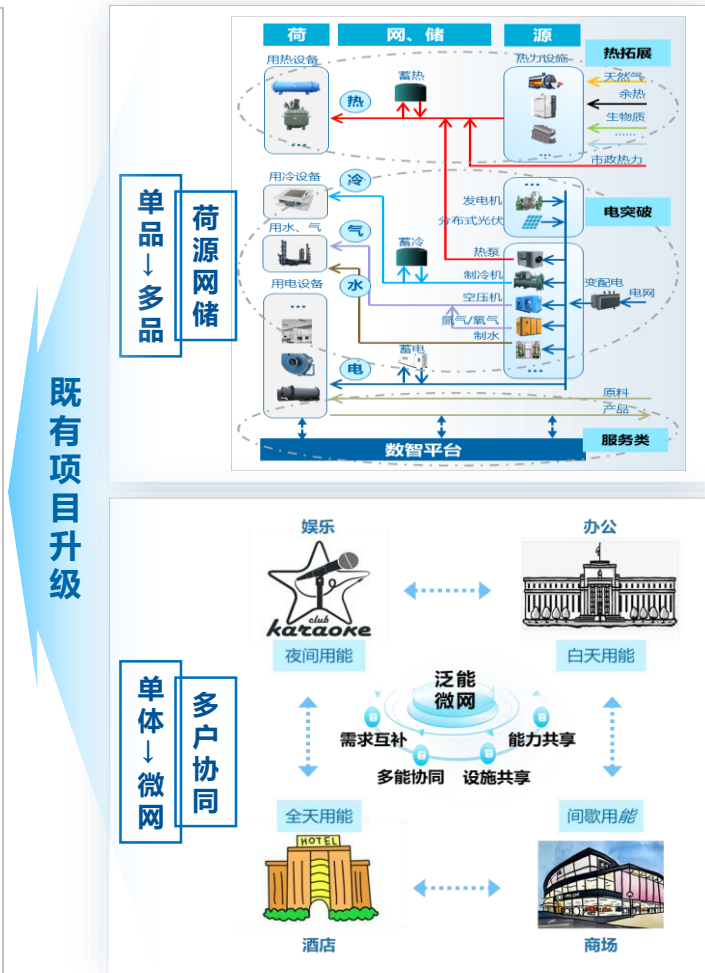 既有项目升级
单品→多品
荷源网储
荷
网、储
源
用热设备
蓄热
热力设施
热拓展
热
天然气
余热
生物质
......
市政热力
...
...
用冷设备
冷
...
发电机
分布式光伏
电突破
用水、气
气
蓄冷
热泵
制冷机
水
空压机
变配电
电网
用电设备
...
氮气/氧气
蓄电
制水
...
电
原料
产品
数智平台
服务类
单体→微网
多户协同
娱乐
办公
club
karaoke
夜间用能
白天用能
泛能
微网
需求互补
能力共享
多能协同
设施共享
全天用能
间歇用能
HOTEL
酒店
商场